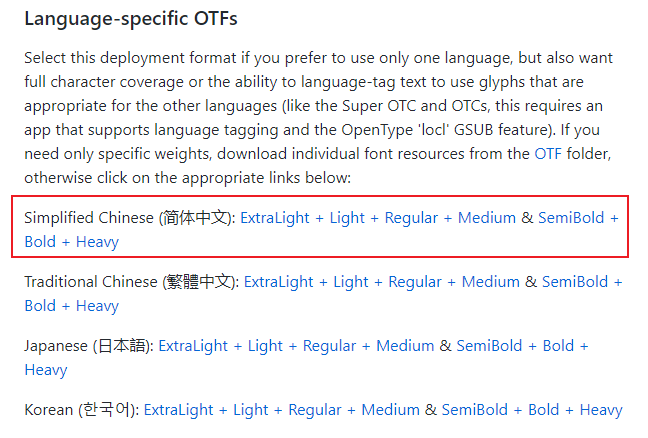 Language-specific OTFs
Select this deployment format if you prefer to use only one language, but also want
full character coverage or the ability to language-tag text to use glyphs that are
appropriate for the other languages (like the Super OTC and OTCs, this requires an
app that supports language tagging and the OpenType 'locl' GSUB feature). If you
need only specific weights, download individual font resources from the OTF folder,
otherwise click on the appropriate links below:
Simplified Chinese (简体中文): ExtraLight + Light + Regular + Medium & SemiBold +
Bold + Heavy
Traditional Chinese (繁體中文): ExtraLight + Light + Regular + Medium & SemiBold +
Bold + Heavy
Japanese (日本語): ExtraLight + Light + Regular + Medium & SemiBold + Bold +
Heavy
Korean (한국어): ExtraLight + Light + Regular + Medium & SemiBold + Bold + Heavy